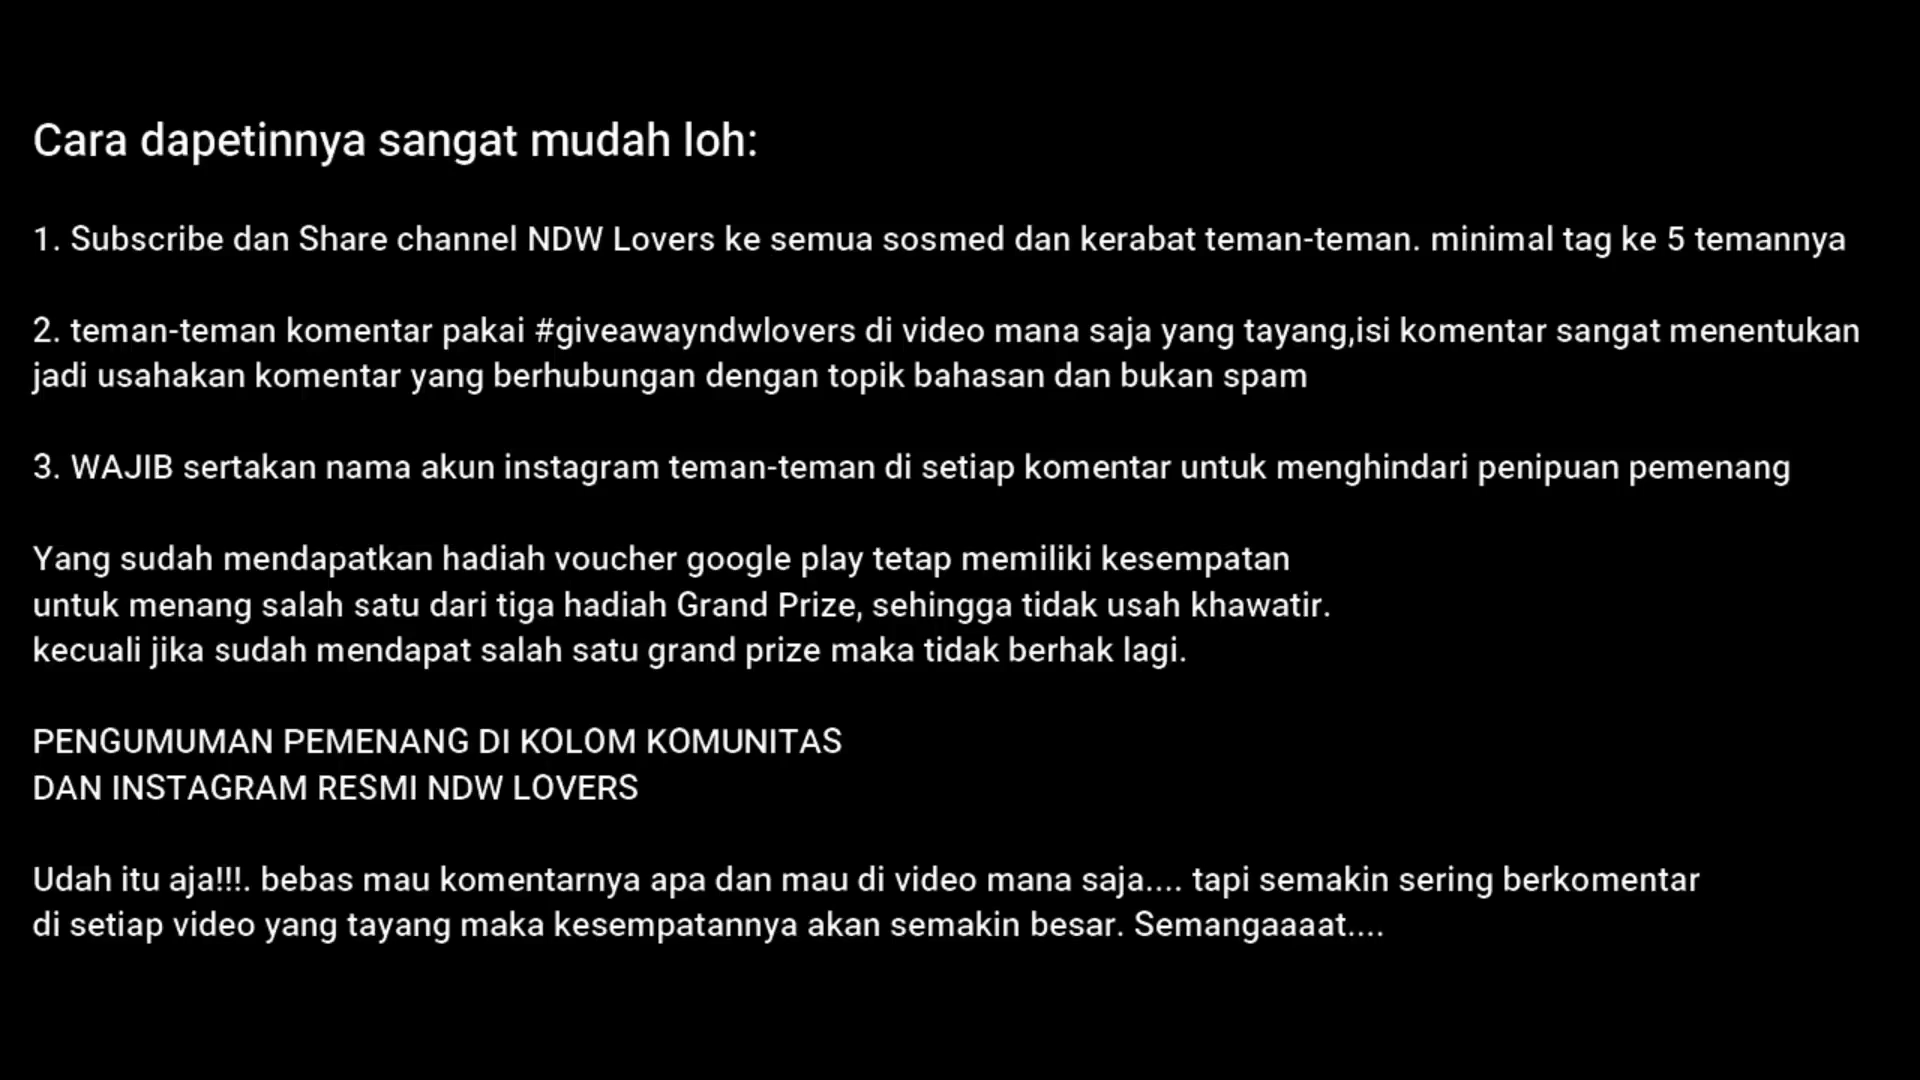 Cara dapetinnya sangat mudah loh:
1. Subscribe dan Share channel NDW Lovers ke semua sosmed dan kerabat teman-teman. minimal tag ke 5 temannya
2. teman-teman komentar pakai #giveawayndwlovers di video mana saja yang tayang,isi komentar sangat menentukan
jadi usahakan komentar yang berhubungan dengan topik bahasan dan bukan spam
3. WAJIB sertakan nama akun instagram teman-teman di setiap komentar untuk menghindari penipuan pemenang
Yang sudah mendapatkan hadiah voucher google play tetap memiliki kesempatan
untuk menang salah satu dari tiga hadiah Grand Prize, sehingga tidak usah khawatir.
kecuali jika sudah mendapat salah satu grand prize maka tidak berhak lagi.
PENGUMUMAN PEMENANG DI KOLOM KOMUNITAS
DAN INSTAGRAM RESMI NDW LOVERS
Udah itu aja!!!. bebas mau komentarnya apa dan mau di video mana saja.... tapi semakin sering berkomentar
di setiap video yang tayang maka kesempatannya akan semakin besar. Semangaaaat....